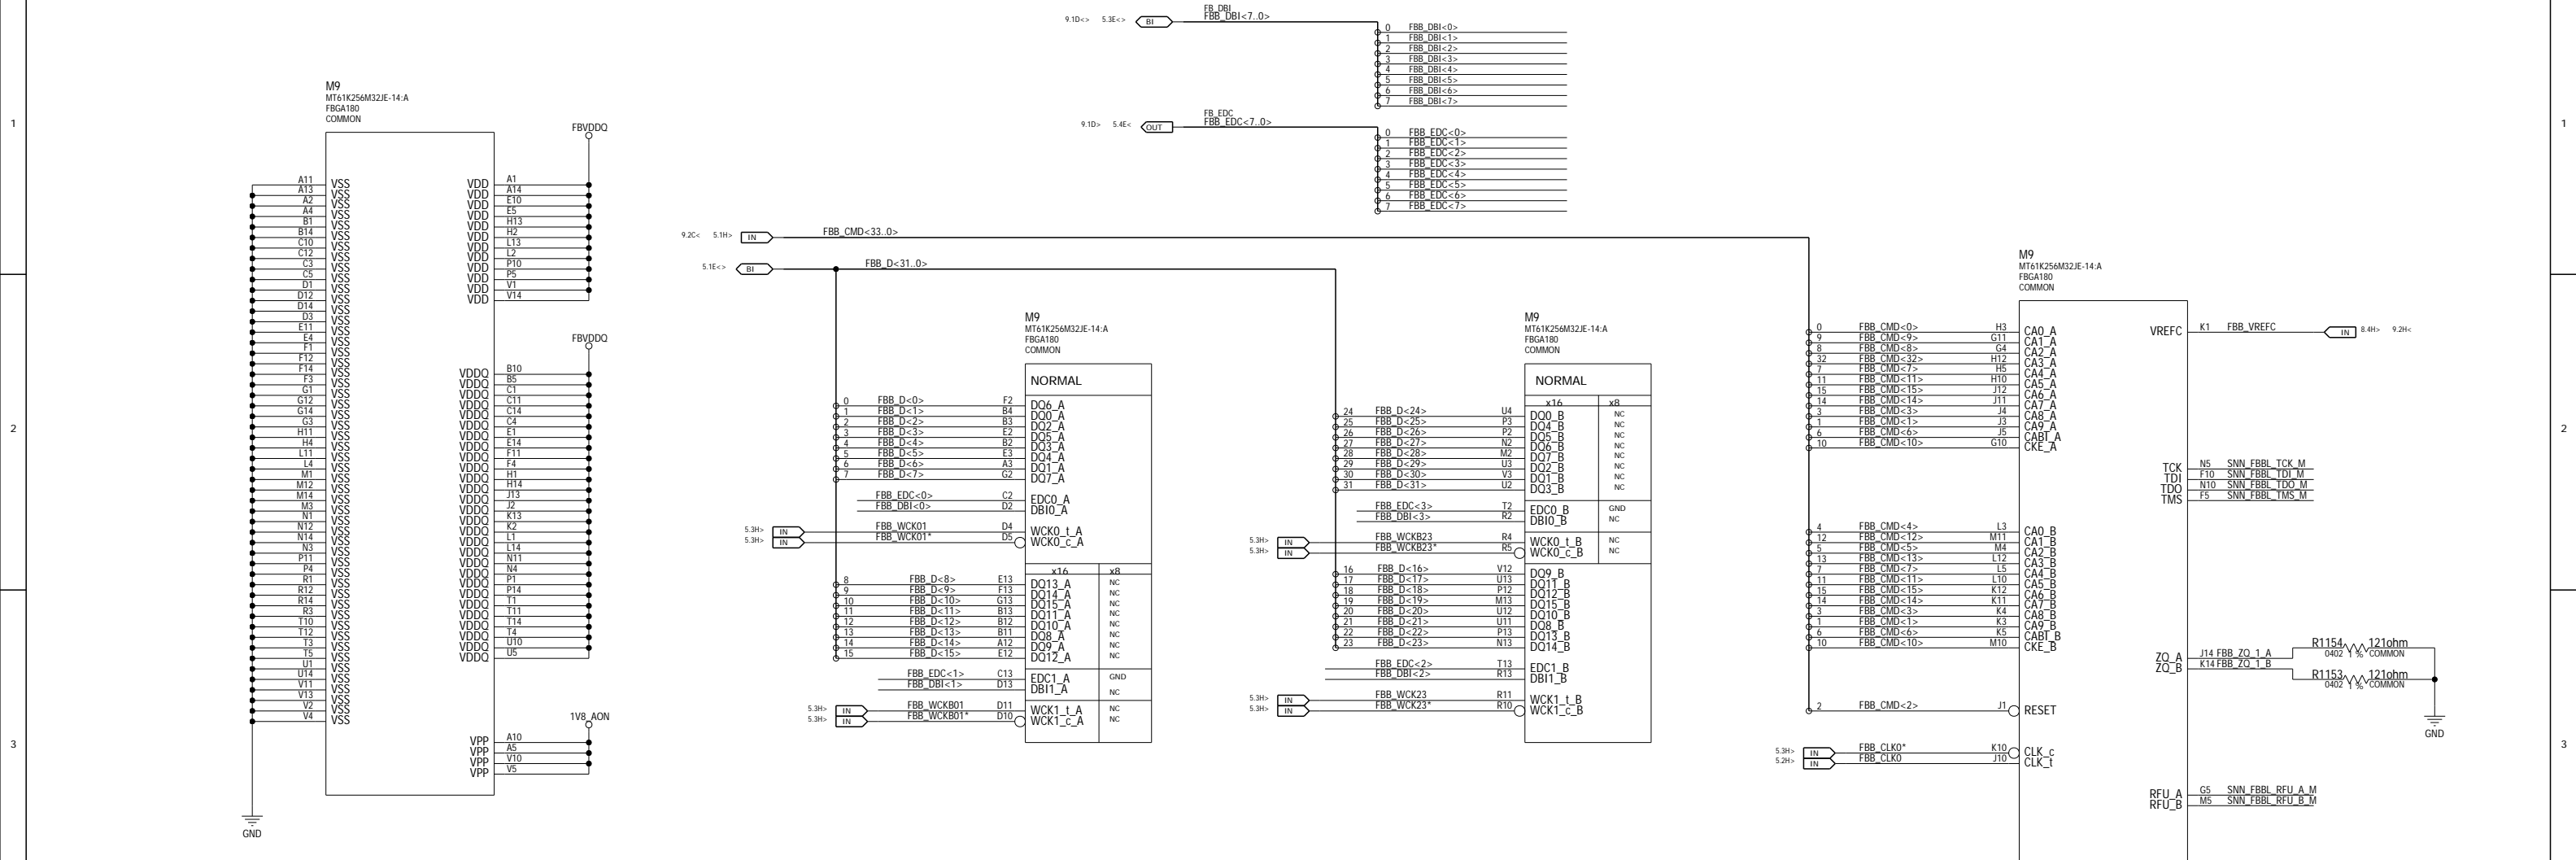 FB_DBI
9.1D<> 5.3E<> BI FBB_DBI<7..0>
0 FBB_DBI<0>
1 FBB_DBI<1>
2 FBB_DBI<2>
3 FBB_DBI<3>
4 FBB_DBI<4>
5 FBB_DBI<5>
6 FBB_DBI<6>
7 FBB_DBI<7>
FB_EDC
9.1D> 5.4E< OUT FBB_EDC<7..0>
0 FBB_EDC<0>
1 FBB_EDC<1>
2 FBB_EDC<2>
3 FBB_EDC<3>
4 FBB_EDC<4>
5 FBB_EDC<5>
6 FBB_EDC<6>
7 FBB_EDC<7>
9.2C< 5.1H> IN FBB_CMD<33..0>
5.1E<> BI FBB_D<31..0>
1
2
3
M9
MT61K256M32JE-14:A
FBGA180
COMMON
A11 VSS
A13 VSS
A2 VSS
A4 VSS
B1 VSS
B14 VSS
C10 VSS
C12 VSS
C3 VSS
C5 VSS
D1 VSS
D12 VSS
D14 VSS
D3 VSS
E11 VSS
E4 VSS
F1 VSS
F12 VSS
F14 VSS
F3 VSS
G1 VSS
G12 VSS
G14 VSS
G3 VSS
H11 VSS
H4 VSS
L11 VSS
L4 VSS
M1 VSS
M12 VSS
M14 VSS
M3 VSS
N1 VSS
N12 VSS
N14 VSS
N3 VSS
P11 VSS
P4 VSS
R1 VSS
R12 VSS
R14 VSS
R3 VSS
T10 VSS
T12 VSS
T3 VSS
T5 VSS
U1 VSS
U14 VSS
V11 VSS
V13 VSS
V2 VSS
V4 VSS
GND
FBVDDQ
VDD A1
VDD A14
VDD E10
VDD E5
VDD H13
VDD H2
VDD L13
VDD L2
VDD P10
VDD P5
VDD V1
VDD V14
FBVDDQ
VDDQ B10
VDDQ B5
VDDQ C1
VDDQ C11
VDDQ C14
VDDQ C4
VDDQ E1
VDDQ E14
VDDQ F11
VDDQ F4
VDDQ H1
VDDQ H14
VDDQ J13
VDDQ J2
VDDQ K13
VDDQ K2
VDDQ L1
VDDQ L14
VDDQ N11
VDDQ N4
VDDQ P1
VDDQ P14
VDDQ T1
VDDQ T11
VDDQ T14
VDDQ T4
VDDQ U10
VDDQ U5
1V8_AON
VPP A10
VPP A5
VPP V10
VPP V5
M9
MT61K256M32JE-14:A
FBGA180
COMMON
NORMAL
0 FBB_D<0> F2 DQ6_A
1 FBB_D<1> B4 DQ0_A
2 FBB_D<2> B3 DQ2_A
3 FBB_D<3> E2 DQ5_A
4 FBB_D<4> B2 DQ3_A
5 FBB_D<5> E3 DQ4_A
6 FBB_D<6> A3 DQ1_A
7 FBB_D<7> G2 DQ7_A
FBB_EDC<0> C2 EDC0_A
FBB_DBI<0> D2 DBI0_A
5.3H> IN FBB_WCK01 D4 WCK0_t_A
5.3H> IN FBB_WCK01* D5 WCK0_c_A
x16 x8
8 FBB_D<8> E13 DQ13_A NC
9 FBB_D<9> F13 DQ14_A NC
10 FBB_D<10> G13 DQ15_A NC
11 FBB_D<11> B13 DQ11_A NC
12 FBB_D<12> B12 DQ10_A NC
13 FBB_D<13> B11 DQ8_A NC
14 FBB_D<14> A12 DQ9_A NC
15 FBB_D<15> E12 DQ12_A NC
FBB_EDC<1> C13 EDC1_A GND
FBB_DBI<1> D13 DBI1_A NC
5.3H> IN FBB_WCKB01 D11 WCK1_t_A NC
5.3H> IN FBB_WCKB01* D10 WCK1_c_A NC
M9
MT61K256M32JE-14:A
FBGA180
COMMON
NORMAL
x16 x8
24 FBB_D<24> U4 DQ0_B NC
25 FBB_D<25> P3 DQ4_B NC
26 FBB_D<26> P2 DQ5_B NC
27 FBB_D<27> N2 DQ6_B NC
28 FBB_D<28> M2 DQ7_B NC
29 FBB_D<29> U3 DQ2_B NC
30 FBB_D<30> V3 DQ1_B NC
31 FBB_D<31> U2 DQ3_B NC
FBB_EDC<3> T2 EDC0_B GND
FBB_DBI<3> R2 DBI0_B NC
5.3H> IN FBB_WCKB23 R4 WCK0_t_B NC
5.3H> IN FBB_WCKB23* R5 WCK0_c_B NC
16 FBB_D<16> V12 DQ9_B
17 FBB_D<17> U13 DQ11_B
18 FBB_D<18> P12 DQ12_B
19 FBB_D<19> M13 DQ15_B
20 FBB_D<20> U12 DQ10_B
21 FBB_D<21> U11 DQ8_B
22 FBB_D<22> P13 DQ13_B
23 FBB_D<23> N13 DQ14_B
FBB_EDC<2> T13 EDC1_B
FBB_DBI<2> R13 DBI1_B
5.3H> IN FBB_WCK23 R11 WCK1_t_B
5.3H> IN FBB_WCK23* R10 WCK1_c_B
M9
MT61K256M32JE-14:A
FBGA180
COMMON
0 FBB_CMD<0> H3 CA0_A
9 FBB_CMD<9> G11 CA1_A
8 FBB_CMD<8> G4 CA2_A
32 FBB_CMD<32> H12 CA3_A
7 FBB_CMD<7> H5 CA4_A
11 FBB_CMD<11> H10 CA5_A
15 FBB_CMD<15> J12 CA6_A
14 FBB_CMD<14> J11 CA7_A
3 FBB_CMD<3> J4 CA8_A
1 FBB_CMD<1> J3 CA9_A
6 FBB_CMD<6> J5 CABI_A
10 FBB_CMD<10> G10 CKE_A
4 FBB_CMD<4> L3 CA0_B
12 FBB_CMD<12> M11 CA1_B
5 FBB_CMD<5> M4 CA2_B
13 FBB_CMD<13> L12 CA3_B
7 FBB_CMD<7> L5 CA4_B
11 FBB_CMD<11> L10 CA5_B
15 FBB_CMD<15> K12 CA6_B
14 FBB_CMD<14> K11 CA7_B
3 FBB_CMD<3> K4 CA8_B
1 FBB_CMD<1> K3 CA9_B
6 FBB_CMD<6> K5 CABI_B
10 FBB_CMD<10> M10 CKE_B
2 FBB_CMD<2> J1 RESET
5.3H> IN FBB_CLK0* K10 CLK_c
5.2H> IN FBB_CLK0 J10 CLK_t
VREFC K1 FBB_VREFC IN 8.4H> 9.2H<
TCK N5 SNN_FBBL_TCK_M
TDI F10 SNN_FBBL_TDI_M
TDO N10 SNN_FBBL_TDO_M
TMS F5 SNN_FBBL_TMS_M
R1154 121ohm
0402 1 % COMMON
ZQ_A J14 FBB_ZQ_1_A
ZQ_B K14 FBB_ZQ_1_B
R1153 121ohm
0402 1 % COMMON
GND
RFU_A G5 SNN_FBBL_RFU_A_M
RFU_B M5 SNN_FBBL_RFU_B_M
1
2
3